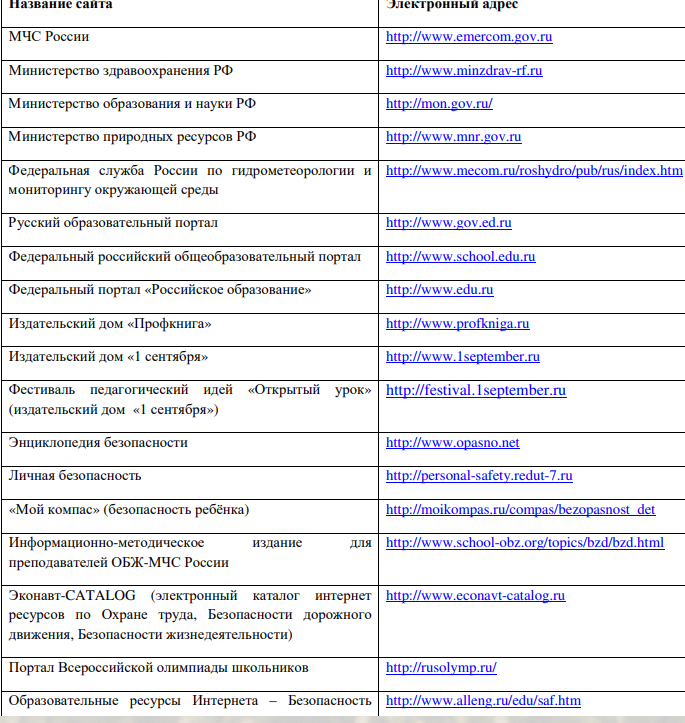 Название сайта Электронный адрес
МЧС России http://www.emercom.gov.ru
Министерство здравоохранения РФ http://www.minzdrav-rf.ru
Министерство образования и науки РФ http://mon.gov.ru/
Министерство природных ресурсов РФ http://www.mnr.gov.ru
Федеральная служба России по гидрометеорологии и http://www.mecom.ru/roshydro/pub/rus/index.htm
мониторингу окружающей среды
Русский образовательный портал http://www.gov.ed.ru
Федеральный российский общеобразовательный портал http://www.school.edu.ru
Федеральный портал «Российское образование» http://www.edu.ru
Издательский дом «Профкнига» http://www.profkniga.ru
Издательский дом «1 сентября» http://www.1september.ru
Фестиваль педагогический идей «Открытый урок» http://festival.1september.ru
(издательский дом «1 сентября»)
Энциклопедия безопасности http://www.opasno.net
Личная безопасность http://personal-safety.redut-7.ru
«Мой компас» (безопасность ребёнка) http://moikompas.ru/compas/bezopasnost_det
Информационно-методическое издание для http://www.school-obz.org/topics/bzd/bzd.html
преподавателей ОБЖ-МЧС России
Эконавт-CATALOG (электронный каталог интернет http://www.econavt-catalog.ru
ресурсов по Охране труда, Безопасности дорожного
движения, Безопасности жизнедеятельности)
Портал Всероссийской олимпиады школьников http://rusolymp.ru/
Образовательные ресурсы Интернета – Безопасность http://www.alleng.ru/edu/saf.htm